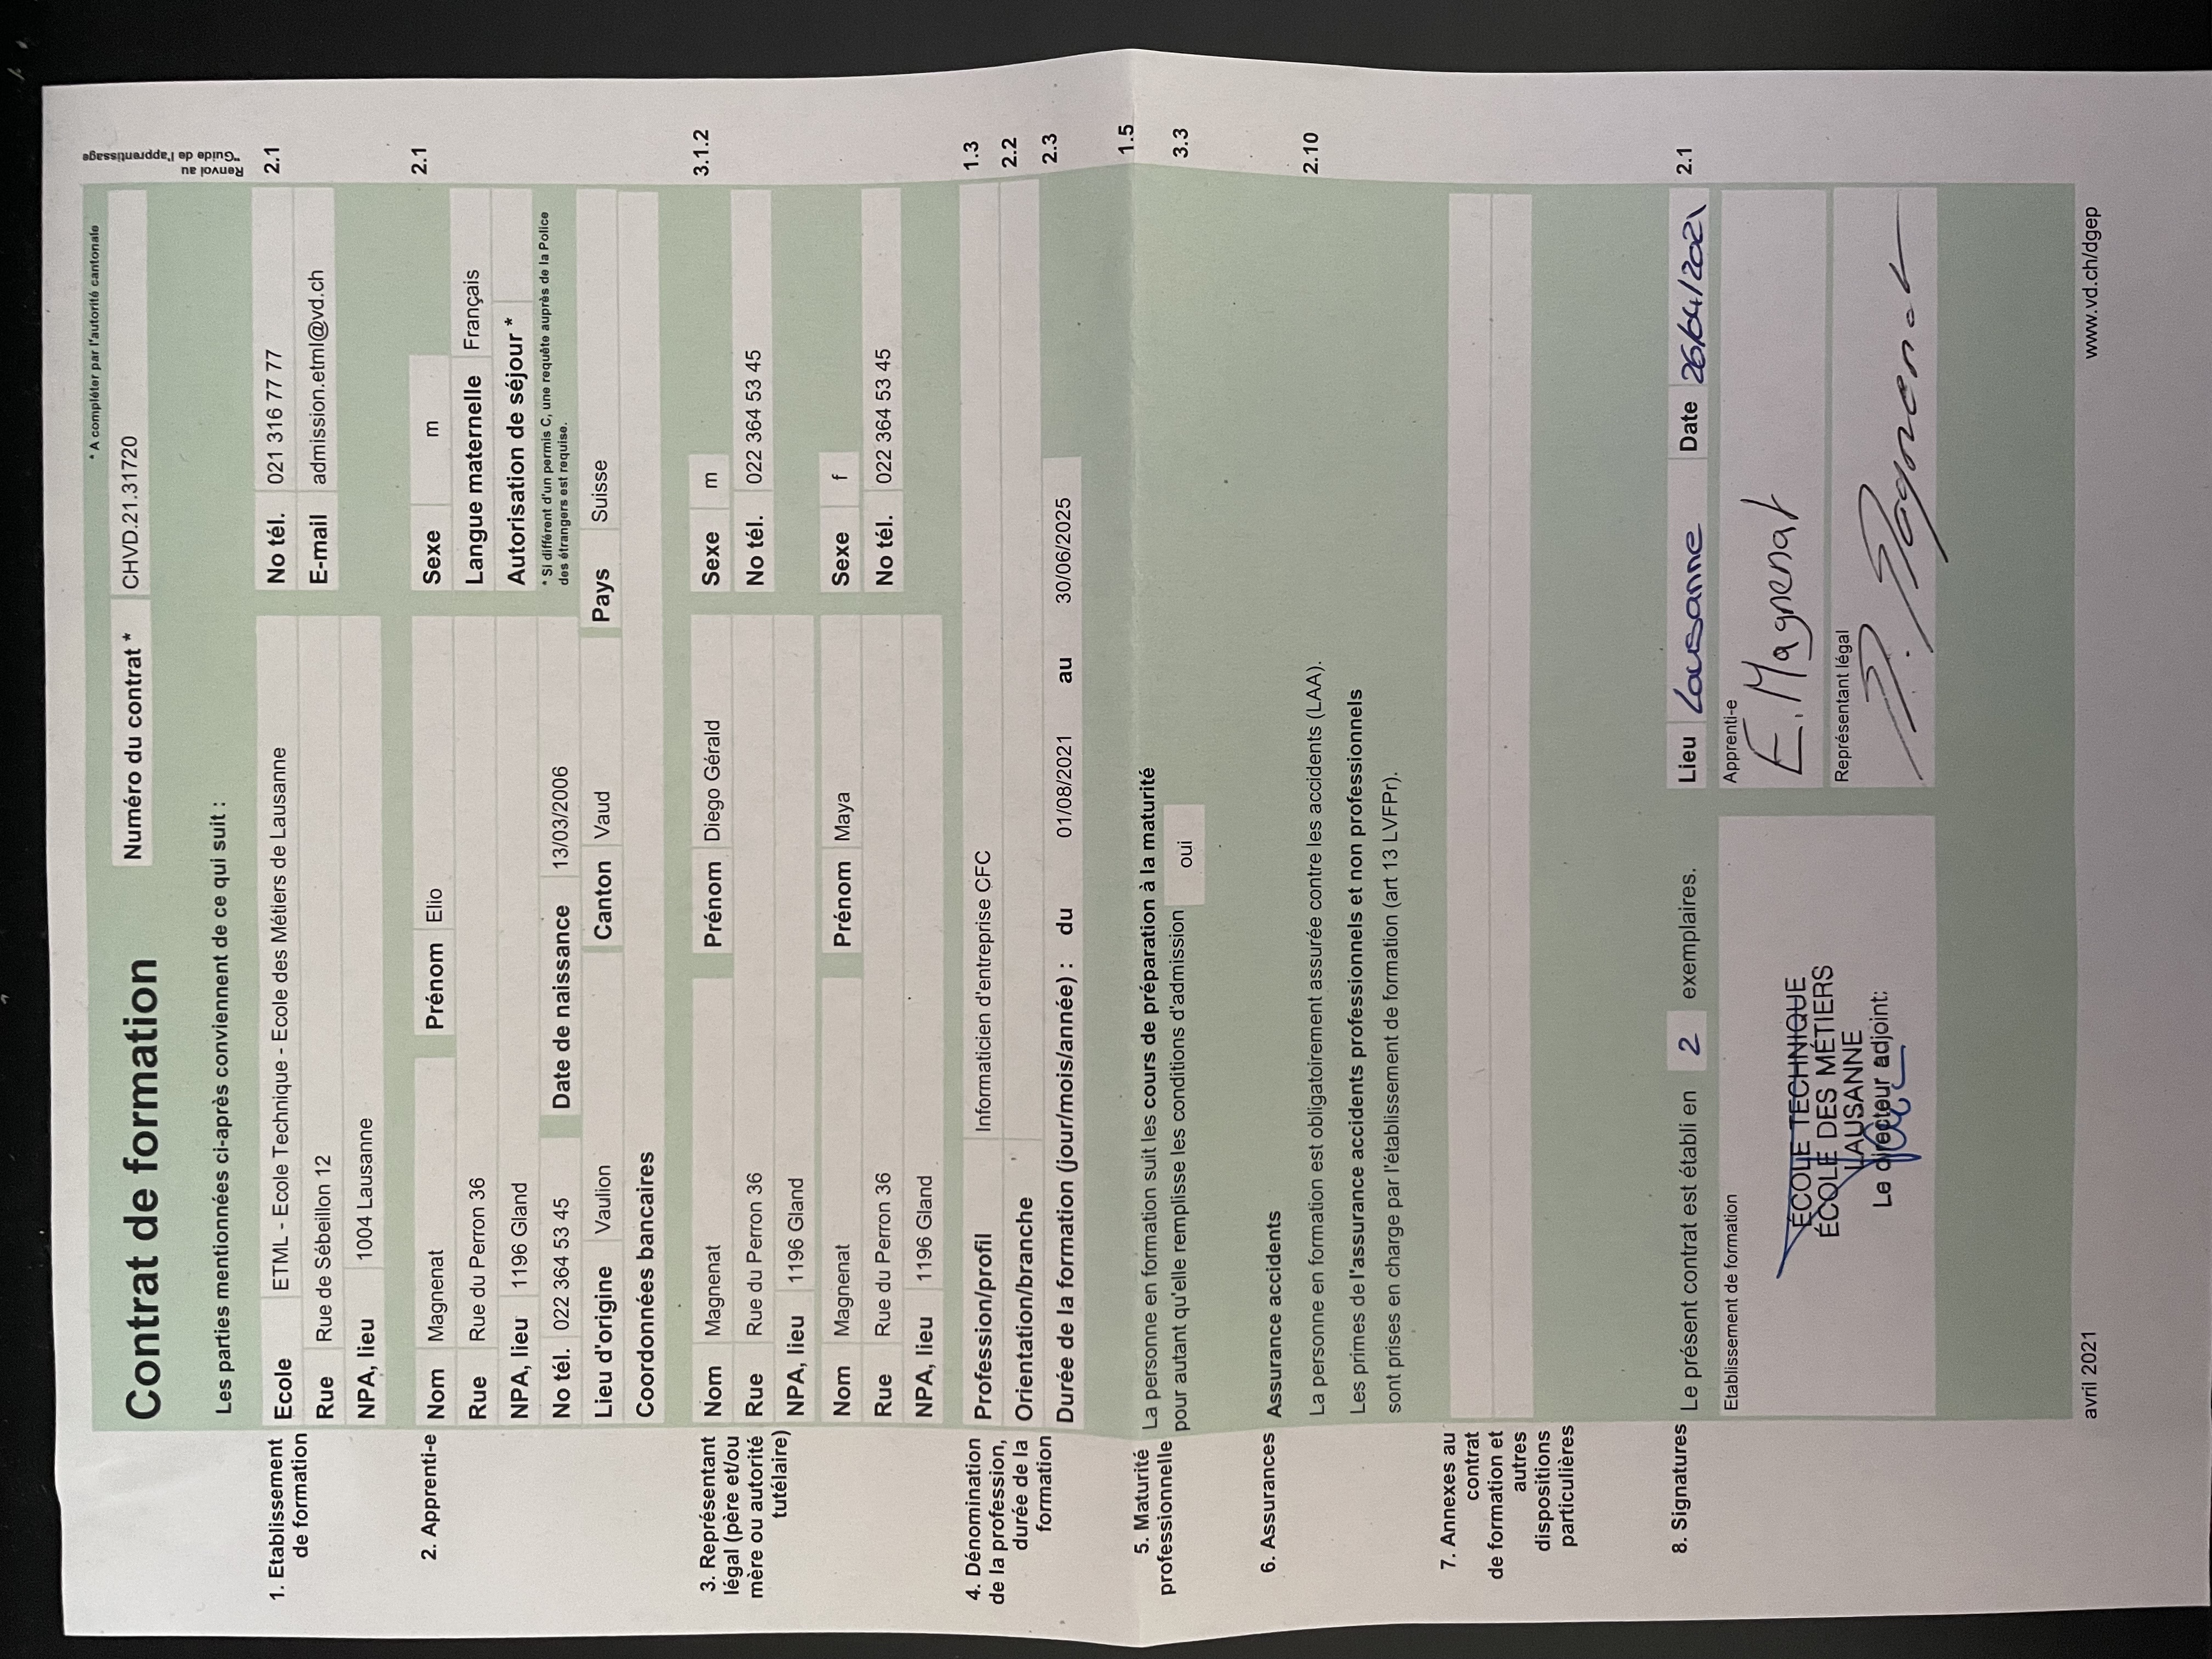 * A compléter par l'autorité cantonale
Contrat de formation
Numéro du contrat * CHVD.21.31720
Renvoi au
"Guide de l'apprentissage
Les parties mentionnées ci-après conviennent de ce qui suit :
1. Etablissement de formation
Ecole ETML - Ecole Technique - Ecole des Métiers de Lausanne No tél. 021 316 77 77 2.1
Rue Rue de Sébeillon 12 E-mail admission.etml@vd.ch
NPA, lieu 1004 Lausanne
2. Apprenti-e
Nom Magnenat Prénom Elio Sexe m 2.1
Rue Rue du Perron 36 Langue maternelle Français
NPA, lieu 1196 Gland Autorisation de séjour *
No tél. 022 364 53 45 Date de naissance 13/03/2006
* Si différent d'un permis C, une requête auprès de la Police
des étrangers est requise.
Lieu d'origine Vaulion Canton Vaud Pays Suisse
Coordonnées bancaires
3. Représentant
légal (père et/ou
mère ou autorité
tutélaire)
Nom Magnenat Prénom Diego Gérald Sexe m 3.1.2
Rue Rue du Perron 36 No tél. 022 364 53 45
NPA, lieu 1196 Gland
Nom Magnenat Prénom Maya Sexe f
Rue Rue du Perron 36 No tél. 022 364 53 45
NPA, lieu 1196 Gland
4. Dénomination
de la profession,
durée de la
formation
Profession/profil Informaticien d'entreprise CFC 1.3
Orientation/branche 2.2
Durée de la formation (jour/mois/année) : du 01/08/2021 au 30/06/2025 2.3
5. Maturité
professionnelle
La personne en formation suit les cours de préparation à la maturité 1.5
pour autant qu'elle remplisse les conditions d'admission oui 3.3
6. Assurances
Assurance accidents
La personne en formation est obligatoirement assurée contre les accidents (LAA). 2.10
Les primes de l'assurance accidents professionnels et non professionnels
sont prises en charge par l'établissement de formation (art 13 LVFPr).
7. Annexes au
contrat
de formation et
autres
dispositions
particulières
8. Signatures
Le présent contrat est établi en 2 exemplaires. Lieu Lausanne Date 26/04/2021 2.1
Etablissement de formation
ÉCOLE TECHNIQUE
ÉCOLE DES MÉTIERS
LAUSANNE
Le directeur adjoint:
Apprenti-e
E. Magnenat
Représentant légal
D. Magnenat
avril 2021
www.vd.ch/dgep